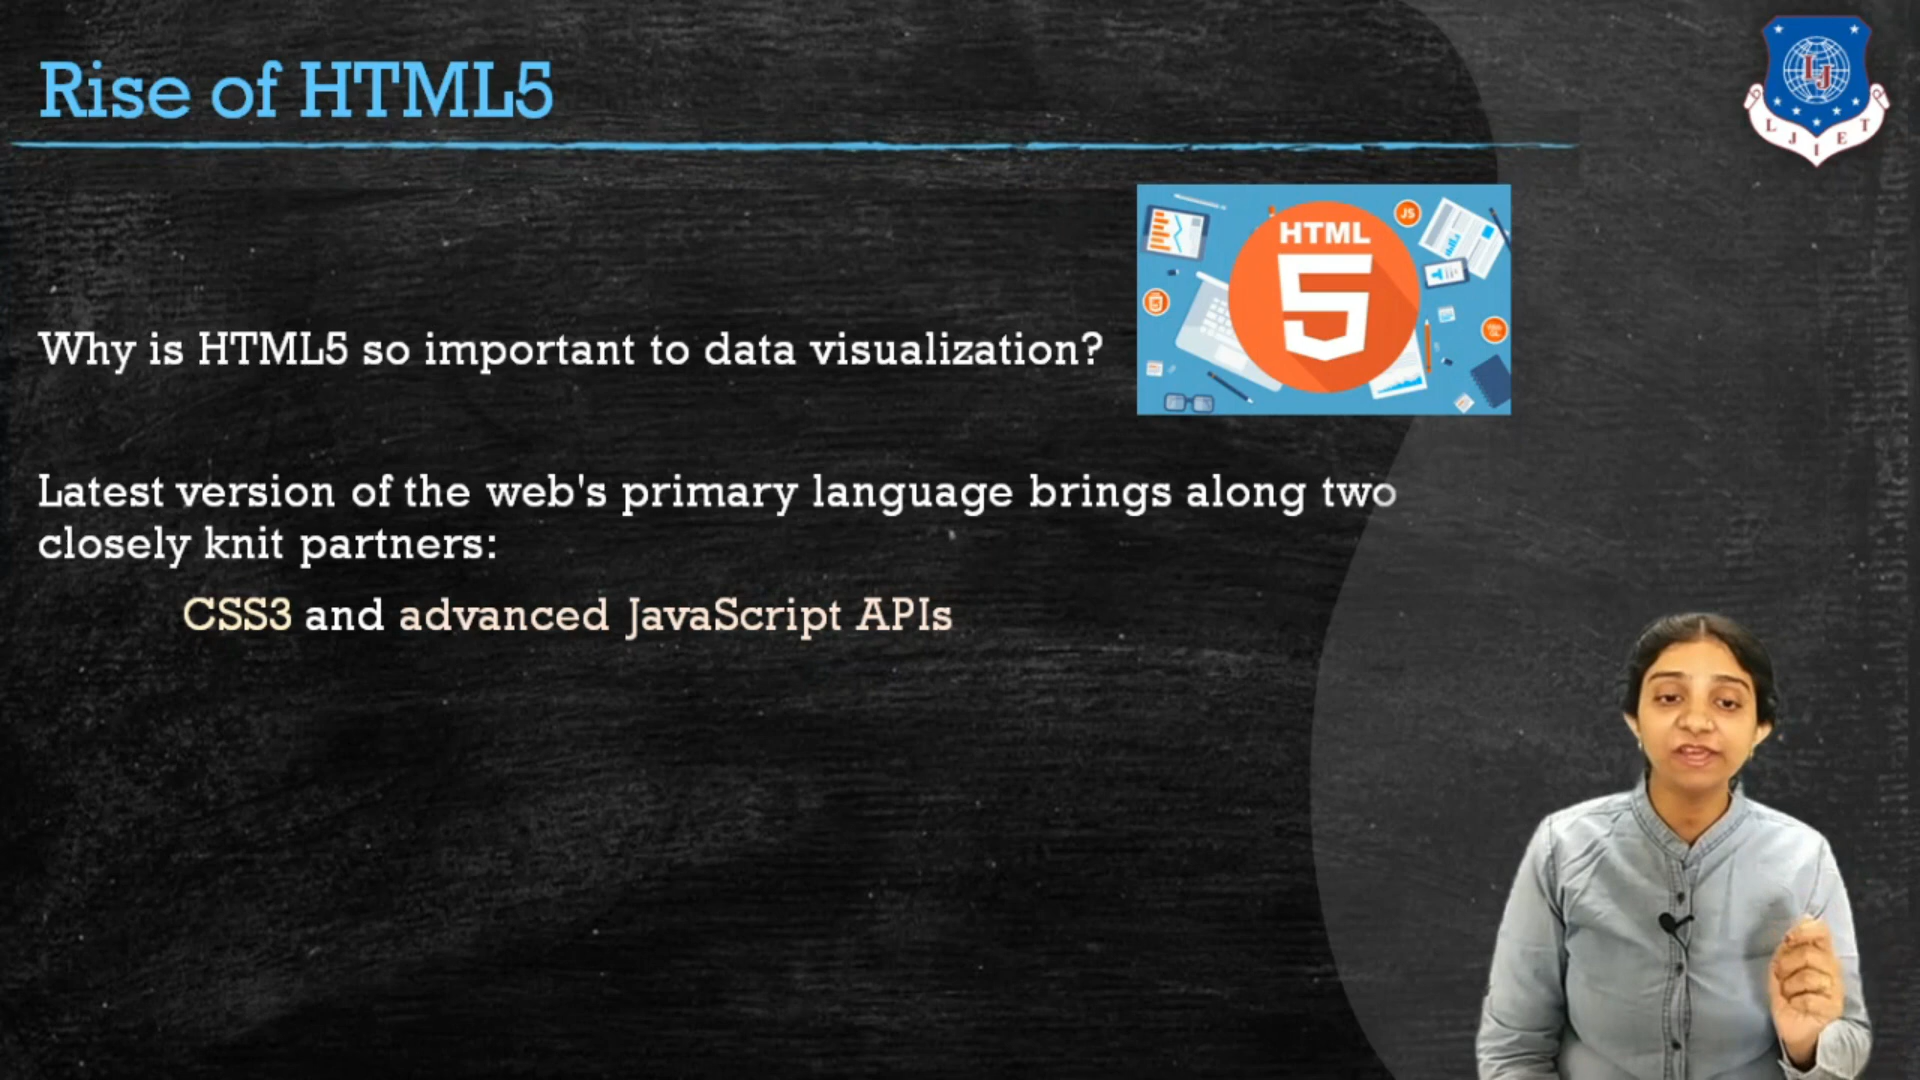 Rise of HTML5
LJ
L J I E T
HTML
5
JS
Why is HTML5 so important to data visualization?
Latest version of the web's primary language brings along two
closely knit partners:
CSS3 and advanced JavaScript APIs